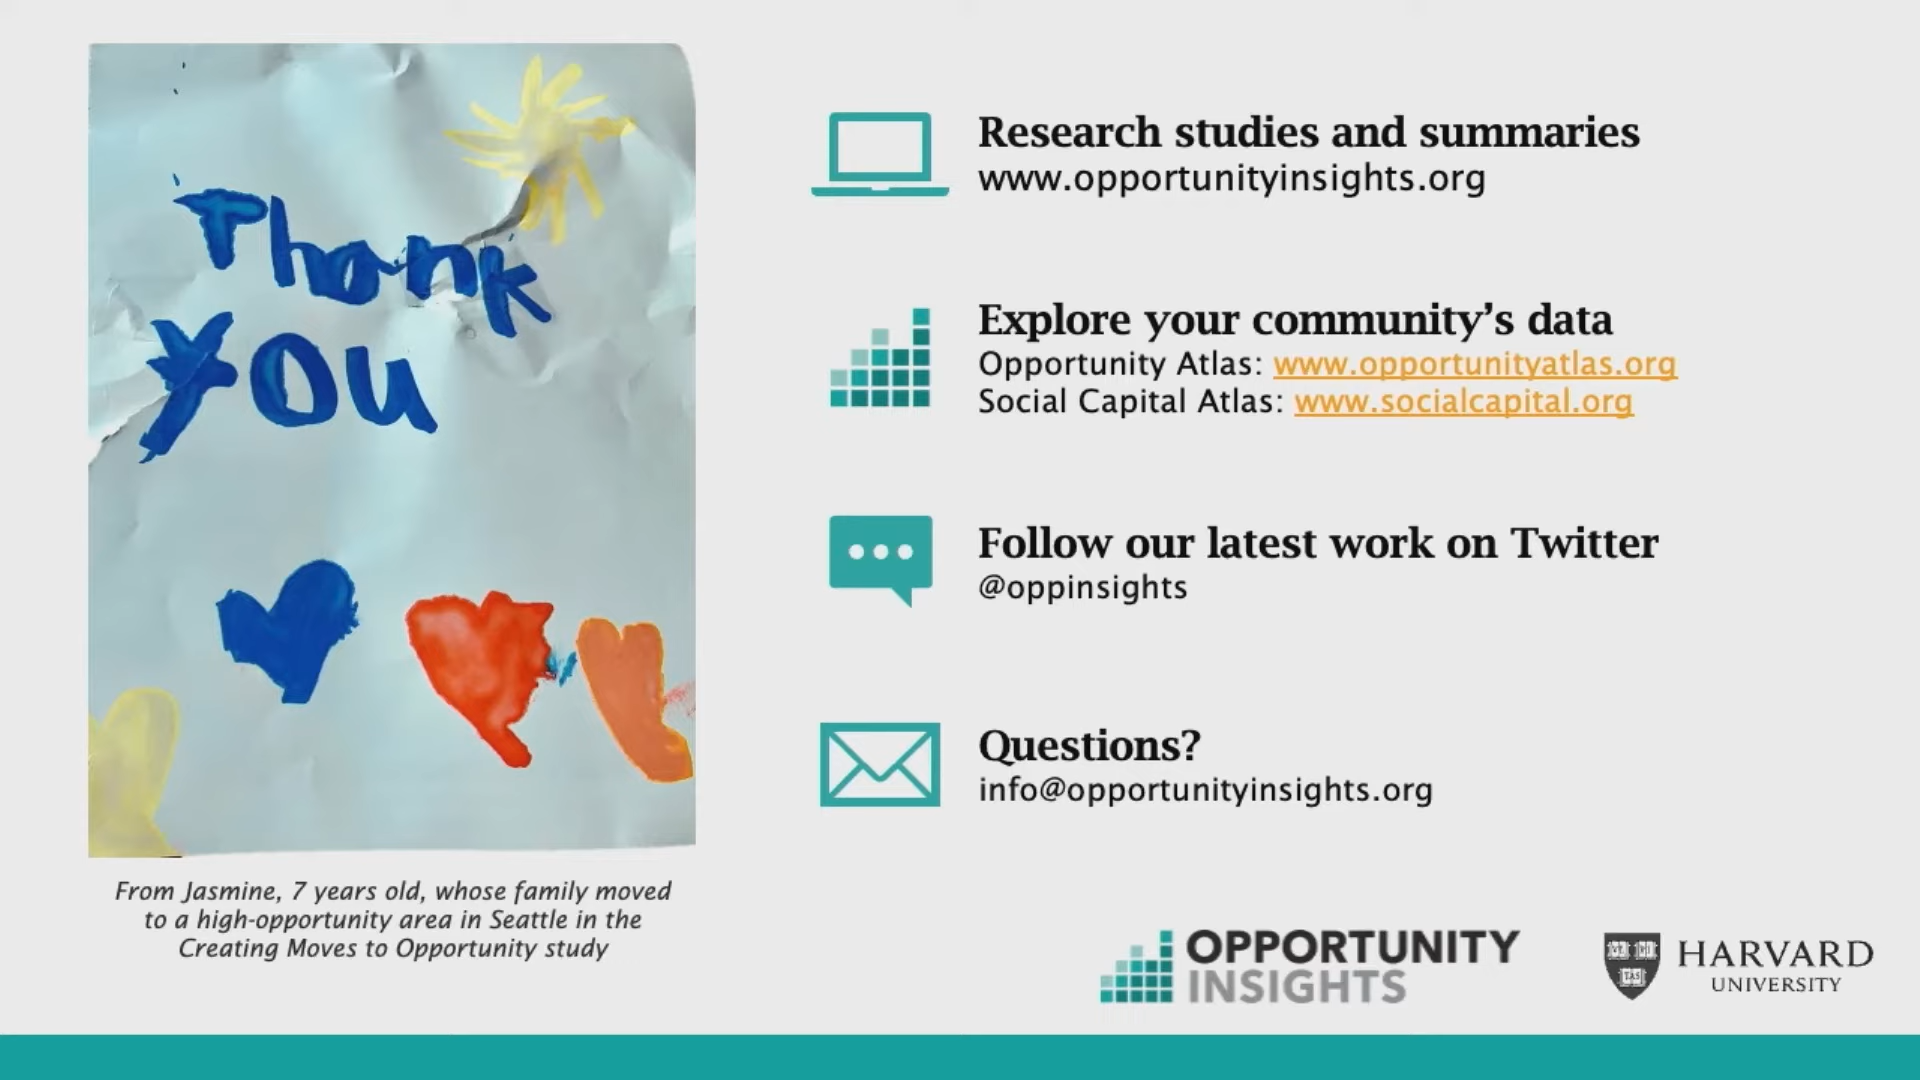 Thank
You
From Jasmine, 7 years old, whose family moved
to a high-opportunity area in Seattle in the
Creating Moves to Opportunity study
Research studies and summaries
www.opportunityinsights.org
Explore your community’s data
Opportunity Atlas: www.opportunityatlas.org
Social Capital Atlas: www.socialcapital.org
Follow our latest work on Twitter
@oppinsights
Questions?
info@opportunityinsights.org
OPPORTUNITY
INSIGHTS
HARVARD
UNIVERSITY